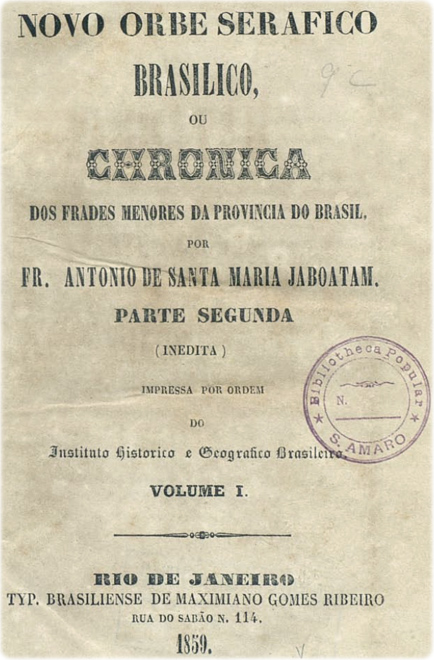 NOVO ORBE SERAFICO
BRASILICO,
OU
CHRONICA
DOS FRADES MENORES DA PROVINCIA DO BRASIL,
POR
FR. ANTONIO DE SANTA MARIA JABOATAM.
PARTE SEGUNDA
(INEDITA)
IMPRESSA POR ORDEM
DO
Instituto Historico e Geografico Brasileiro.
VOLUME I.
Bibliotheca Popular
N.
S. AMARO
RIO DE JANEIRO
TYP. BRASILIENSE DE MAXIMIANO GOMES RIBEIRO
RUA DO SABÃO N. 114.
1859.